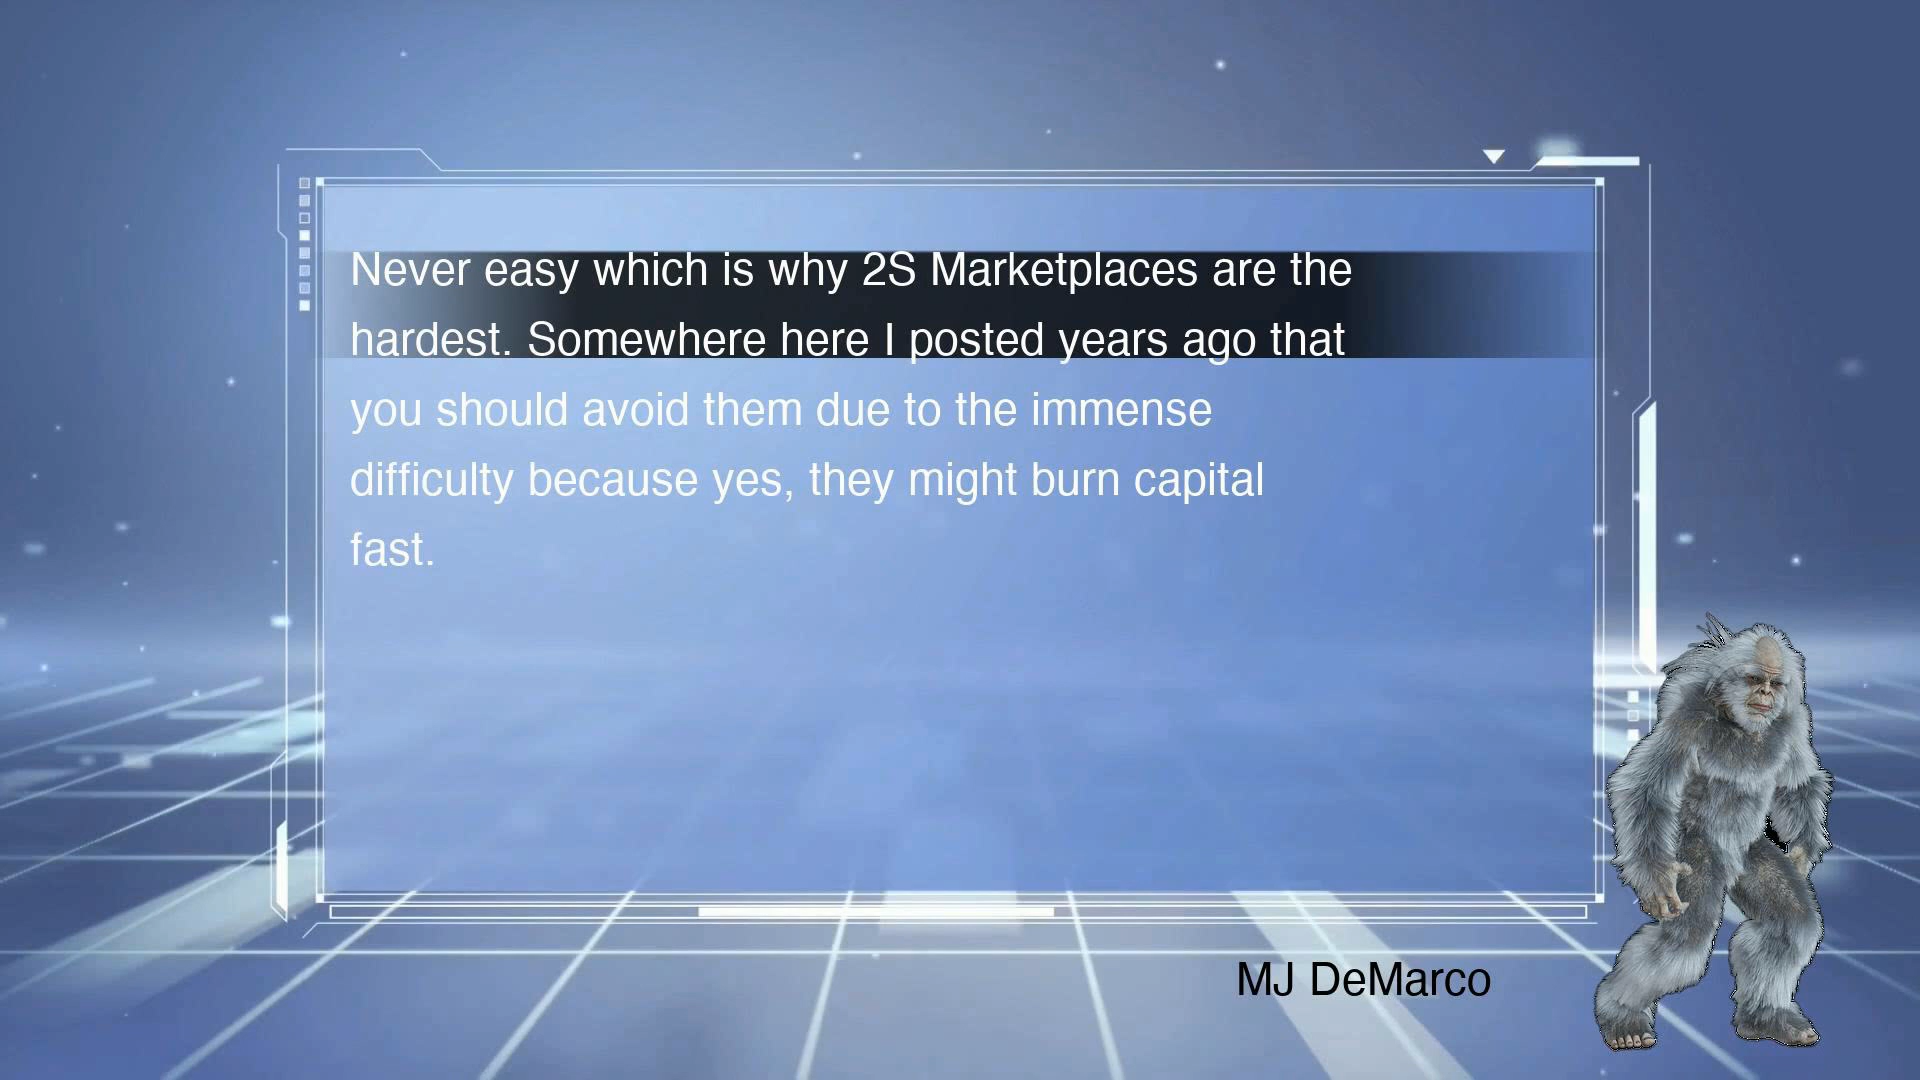 Never easy which is why 2S Marketplaces are the
hardest. Somewhere here I posted years ago that
you should avoid them due to the immense
difficulty because yes, they might burn capital
fast.
MJ DeMarco